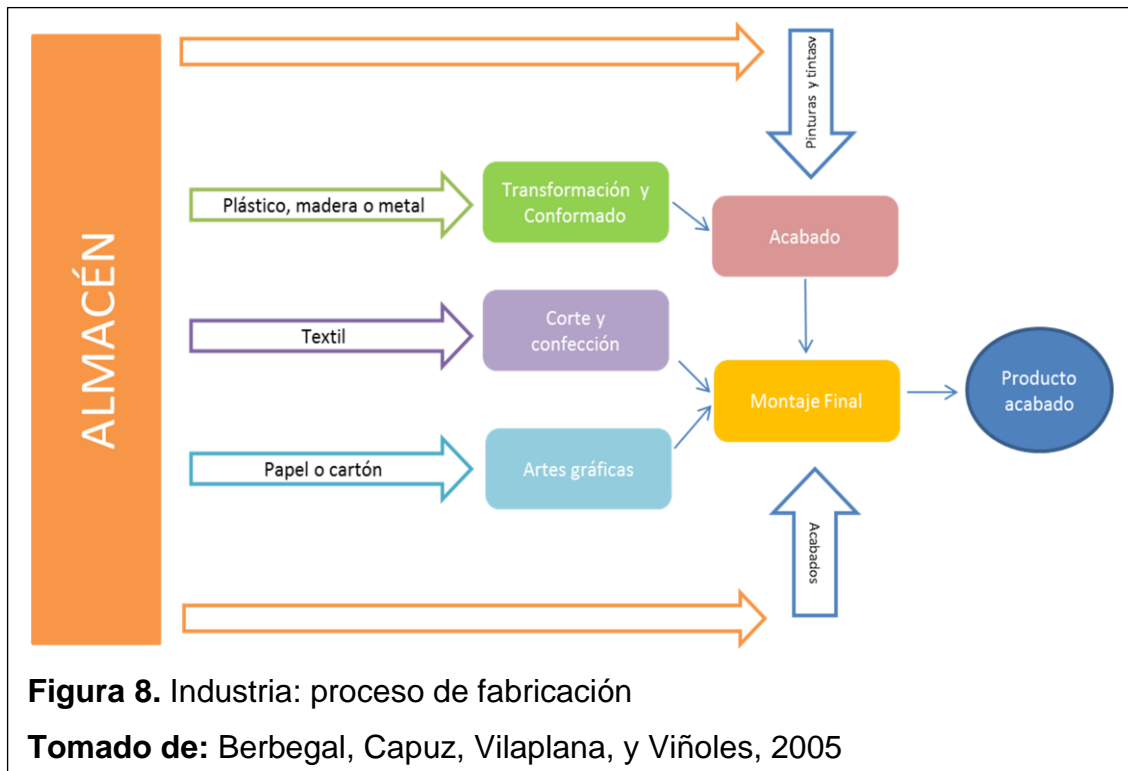 ALMACÉN
Pinturas y tintasv
Plástico, madera o metal
Transformación y
Conformado
Acabado
Textil
Corte y
confección
Montaje Final
Producto
acabado
Papel o cartón
Artes gráficas
Acabados
Figura 8. Industria: proceso de fabricación
Tomado de: Berbegal, Capuz, Vilaplana, y Viñoles, 2005